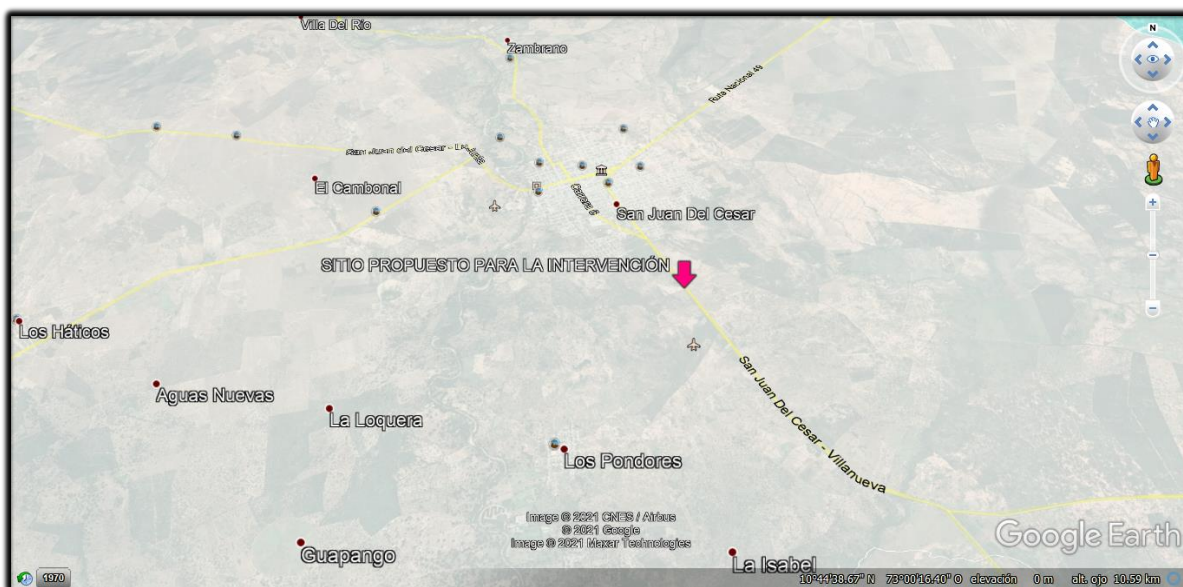 Villa Del Rio
N
Zambrano
Ruta Nacional 49
San Juan del Cesar - La Junta
El Cambonal
Carrera 6
San Juan Del Cesar
SITIO PROPUESTO PARA LA INTERVENCIÓN
Los Háticos
San Juan Del Cesar - Villanueva
Aguas Nuevas
La Loquera
Los Pondores
Image © 2021 CNES / Airbus
© 2021 Google
Image © 2021 Maxar Technologies
Google Earth
Guapango
La Isabel
1970
10°44'38.67" N 73°00'16.40" O elevación 0 m alt. ojo 10.59 km